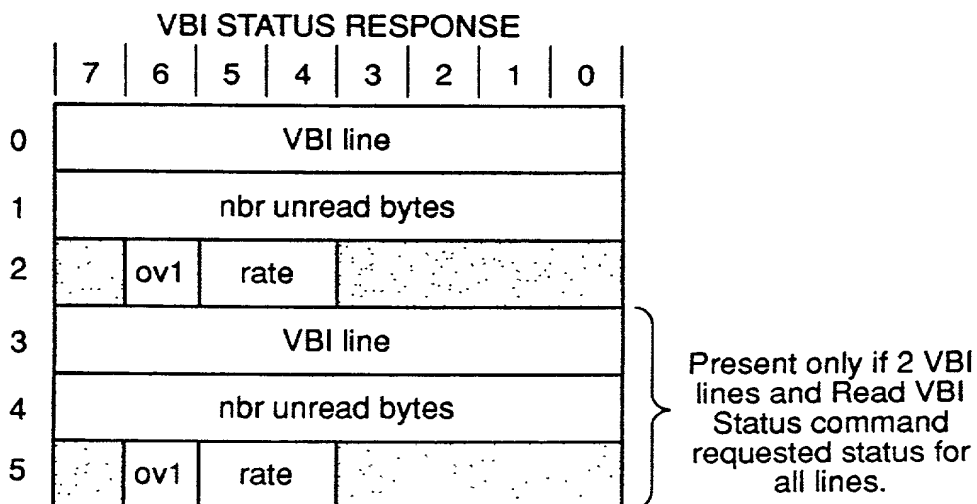 VBI STATUS RESPONSE
7 6 5 4 3 2 1 0
0 VBI line
1 nbr unread bytes
2 ov1 rate
3 VBI line
4 nbr unread bytes
5 ov1 rate
Present only if 2 VBI
lines and Read VBI
Status command
requested status for
all lines.